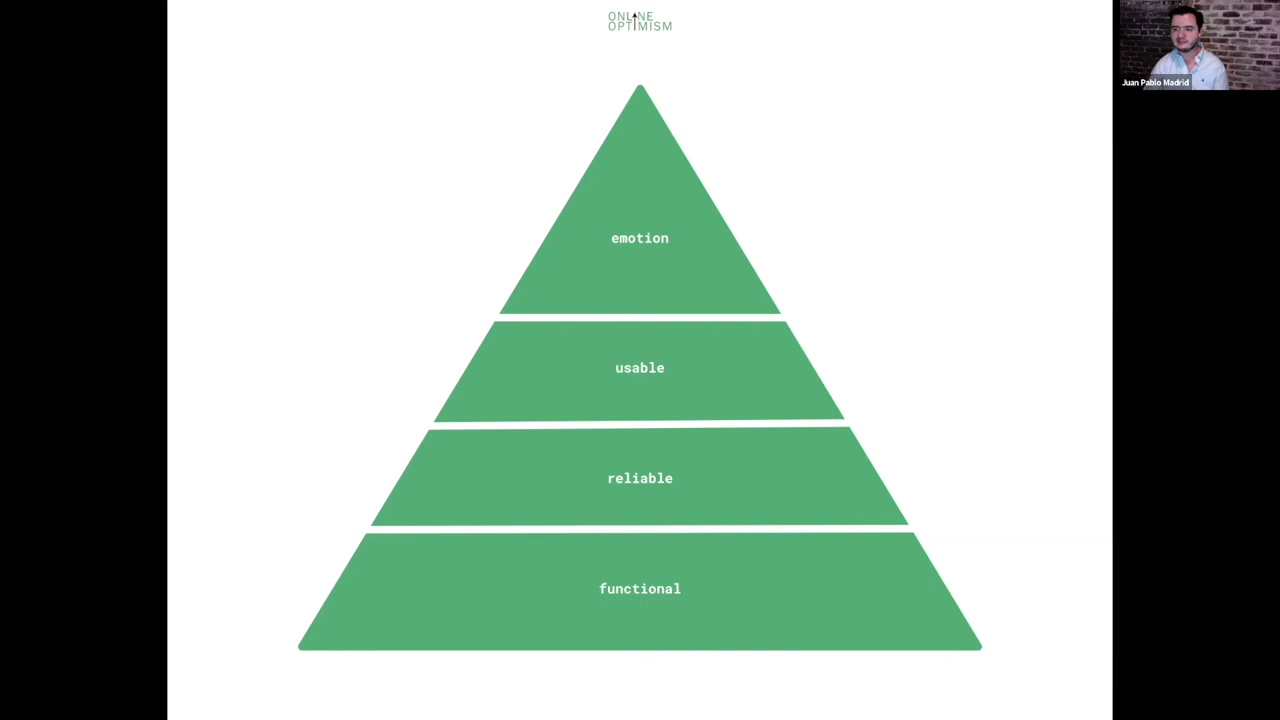 ONLINE
OPTIMISM
Juan Pablo Madrid
emotion
usable
reliable
functional